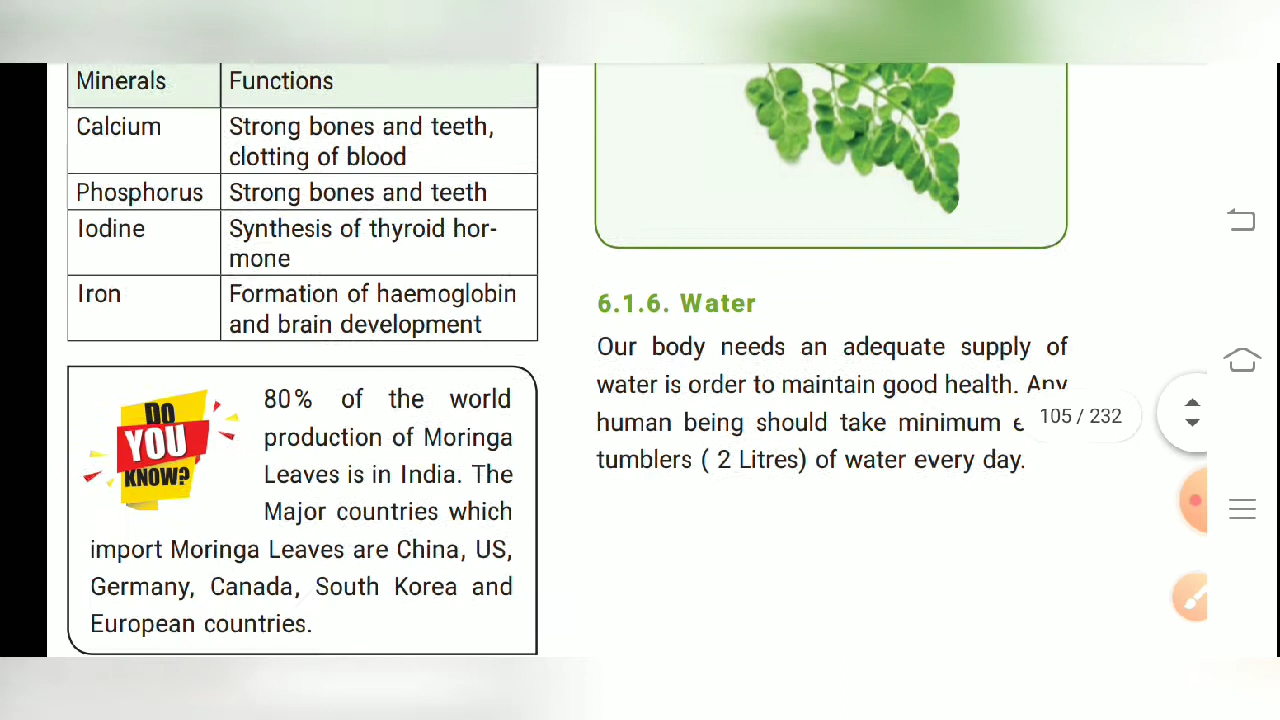 Minerals Functions
Calcium Strong bones and teeth,
clotting of blood
Phosphorus Strong bones and teeth
Iodine Synthesis of thyroid hor-
mone
Iron Formation of haemoglobin
and brain development
DO
YOU
KNOW?
80% of the world
production of Moringa
Leaves is in India. The
Major countries which
import Moringa Leaves are China, US,
Germany, Canada, South Korea and
European countries.
6.1.6. Water
Our body needs an adequate supply of
water is order to maintain good health. Any
human being should take minimum
tumblers ( 2 Litres) of water every day.
105 / 232